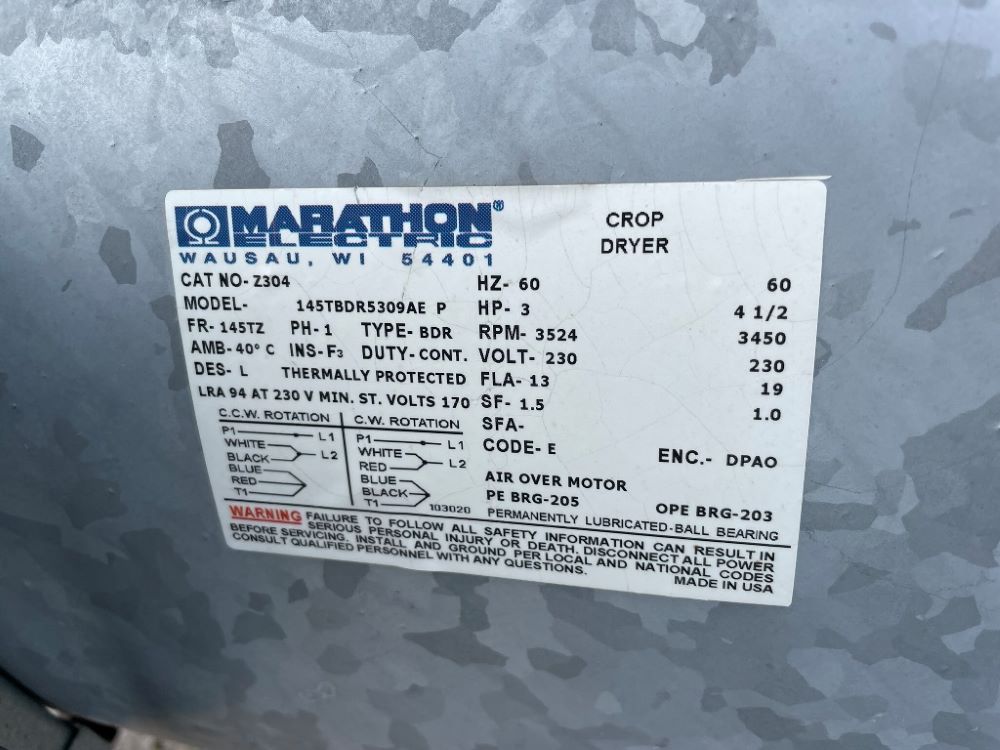 MARATHON®
ELECTRIC
WAUSAU, WI 54401
CROP
DRYER
CAT NO- Z304 HZ- 60 60
MODEL- 145TBDR5309AE P HP- 3 4 1/2
FR- 145TZ PH- 1 TYPE- BDR RPM- 3524 3450
AMB- 40° C INS- F3 DUTY- CONT. VOLT- 230 230
DES- L THERMALLY PROTECTED FLA- 13 19
LRA 94 AT 230 V MIN. ST. VOLTS 170 SF- 1.5 1.0
SFA-
CODE- E ENC.- DPAO
C.C.W. ROTATION
P1 L1
WHITE L2
BLACK
BLUE
RED
T1
C.W. ROTATION
P1 L1
WHITE L2
RED
BLUE
BLACK
T1
103020
AIR OVER MOTOR
PE BRG-205 OPE BRG-203
PERMANENTLY LUBRICATED-BALL BEARING
WARNING FAILURE TO FOLLOW ALL SAFETY INFORMATION CAN RESULT IN
SERIOUS PERSONAL INJURY OR DEATH. DISCONNECT ALL POWER
BEFORE SERVICING. INSTALL AND GROUND PER LOCAL AND NATIONAL CODES
CONSULT QUALIFIED PERSONNEL WITH ANY QUESTIONS.
MADE IN USA